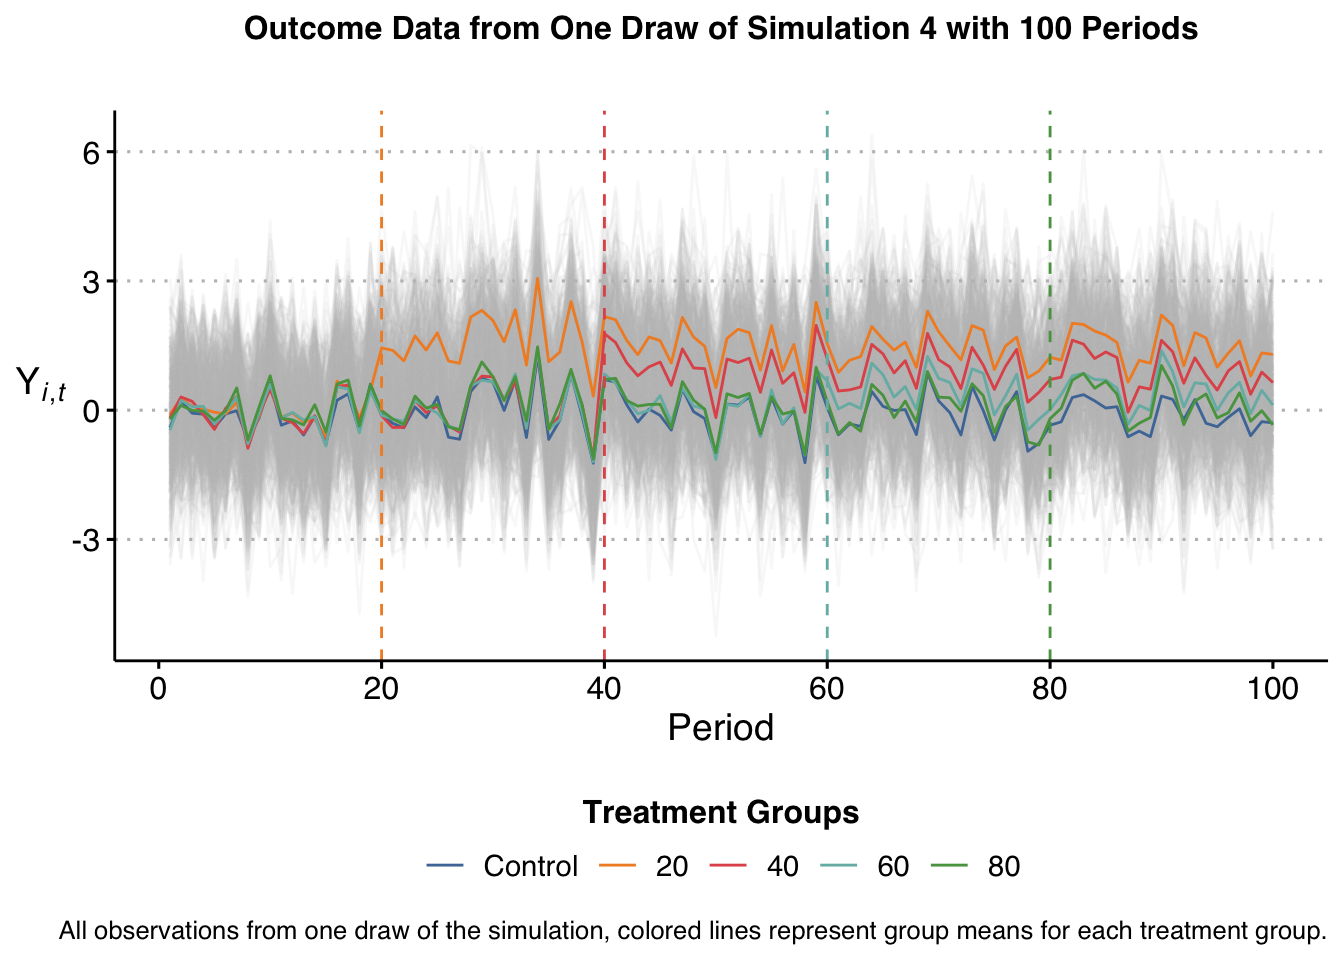 Outcome Data from One Draw of Simulation 4 with 100 Periods
6
3
0
-3
Y i,t
0 20 40 60 80 100
Period
Treatment Groups
Control 20 40 60 80
All observations from one draw of the simulation, colored lines represent group means for each treatment group.